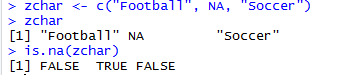 > zchar <- c("Football", NA, "Soccer")
> zchar
[1] "Football" NA         "Soccer"
> is.na(zchar)
[1] FALSE  TRUE FALSE